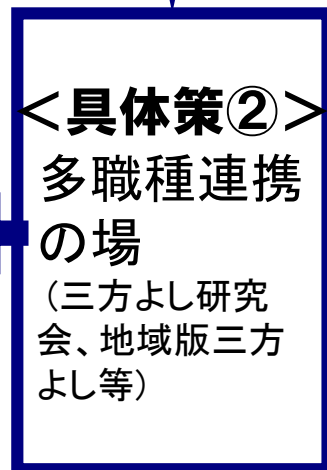 ＜具体策②＞
多職種連携
の場
（三方よし研究
会、地域版三方
よし等）